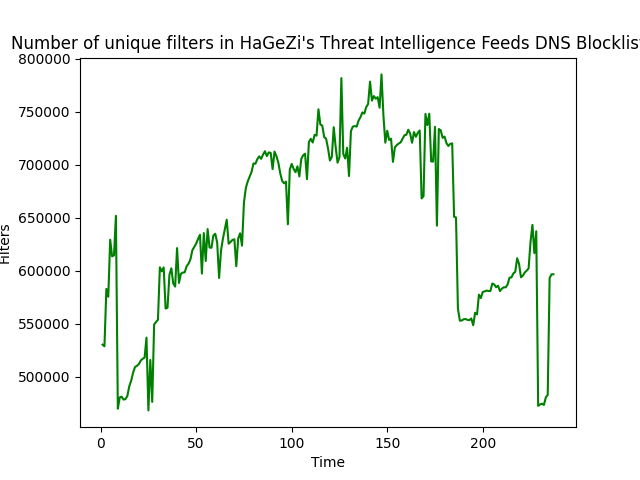 Number of unique filters in HaGeZi's Threat Intelligence Feeds DNS Blocklis
800000
750000
700000
650000
600000
550000
500000
Filters
0 50 100 150 200
Time